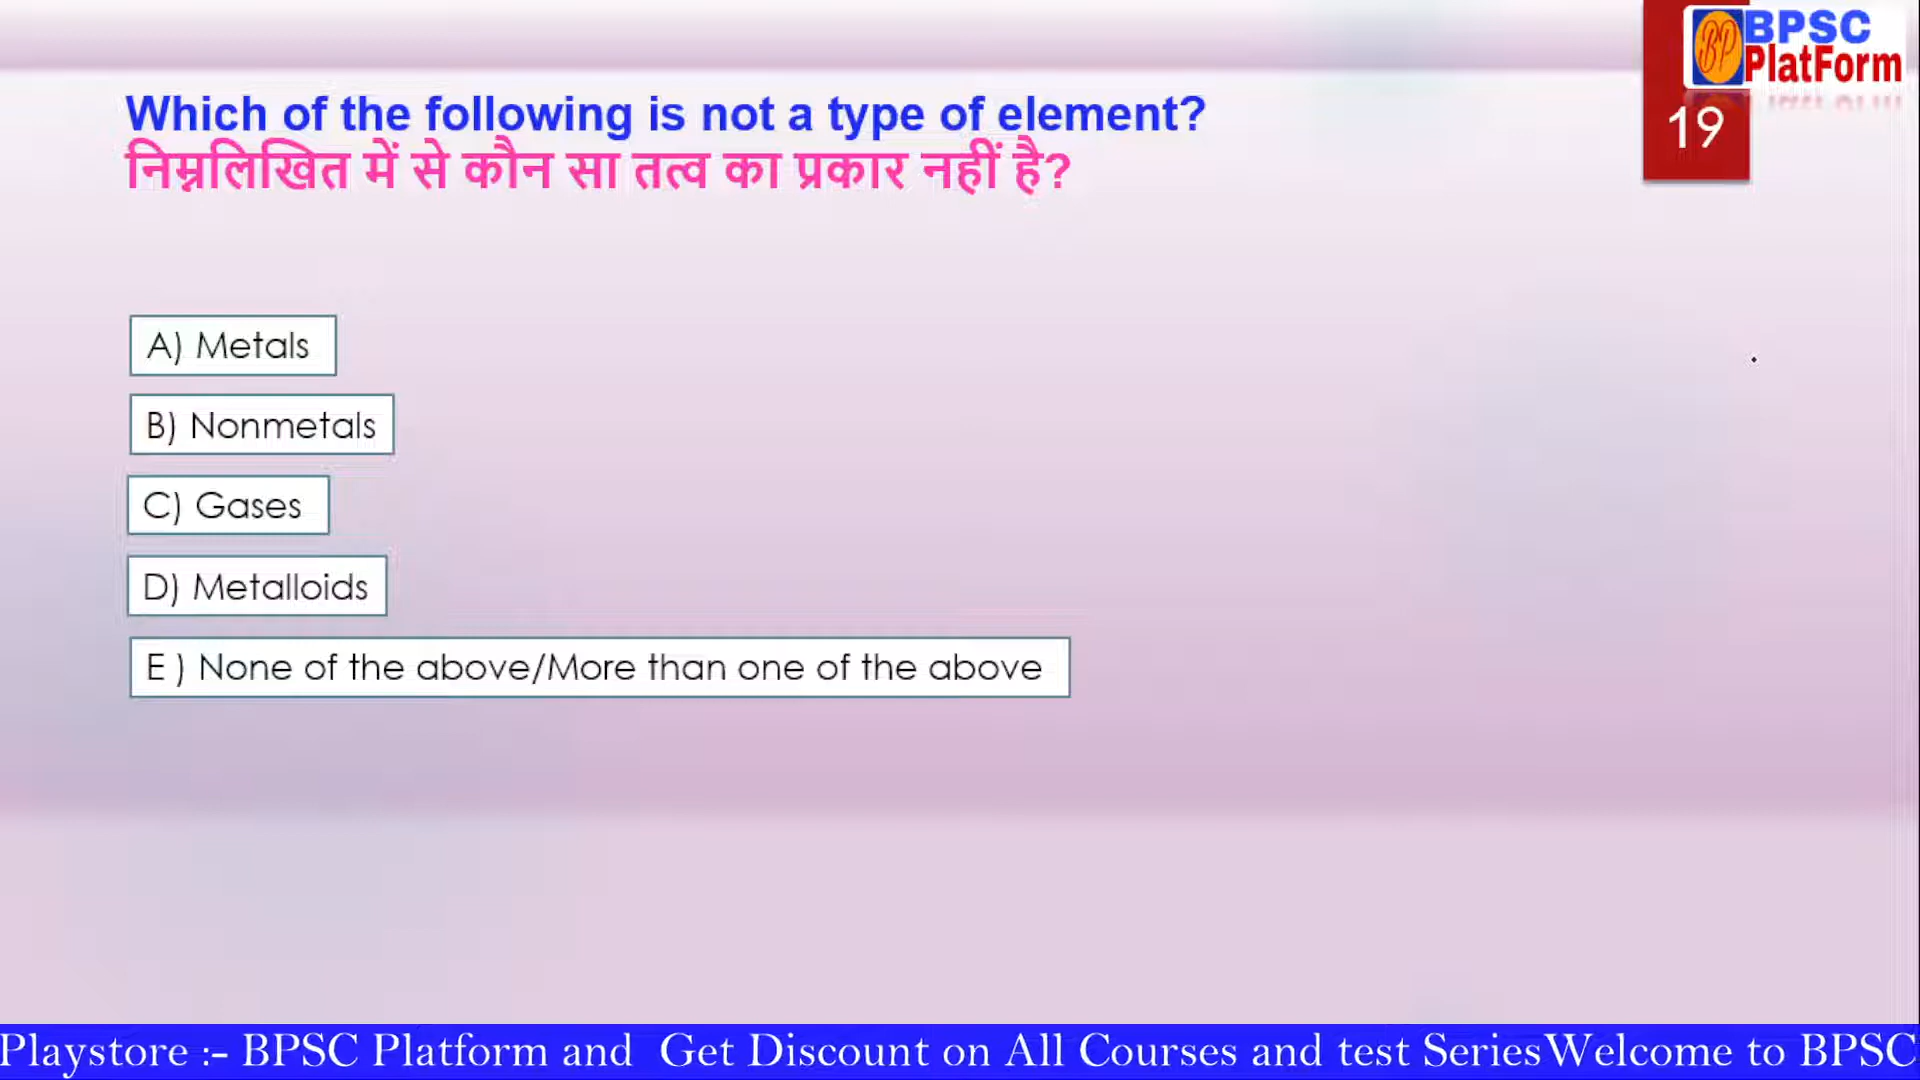 BPSC
PlatForm
19
Which of the following is not a type of element?
निम्नलिखित में से कौन सा तत्व का प्रकार नहीं है?
A) Metals
B) Nonmetals
C) Gases
D) Metalloids
E ) None of the above/More than one of the above
Playstore :- BPSC Platform and Get Discount on All Courses and test SeriesWelcome to BPSC